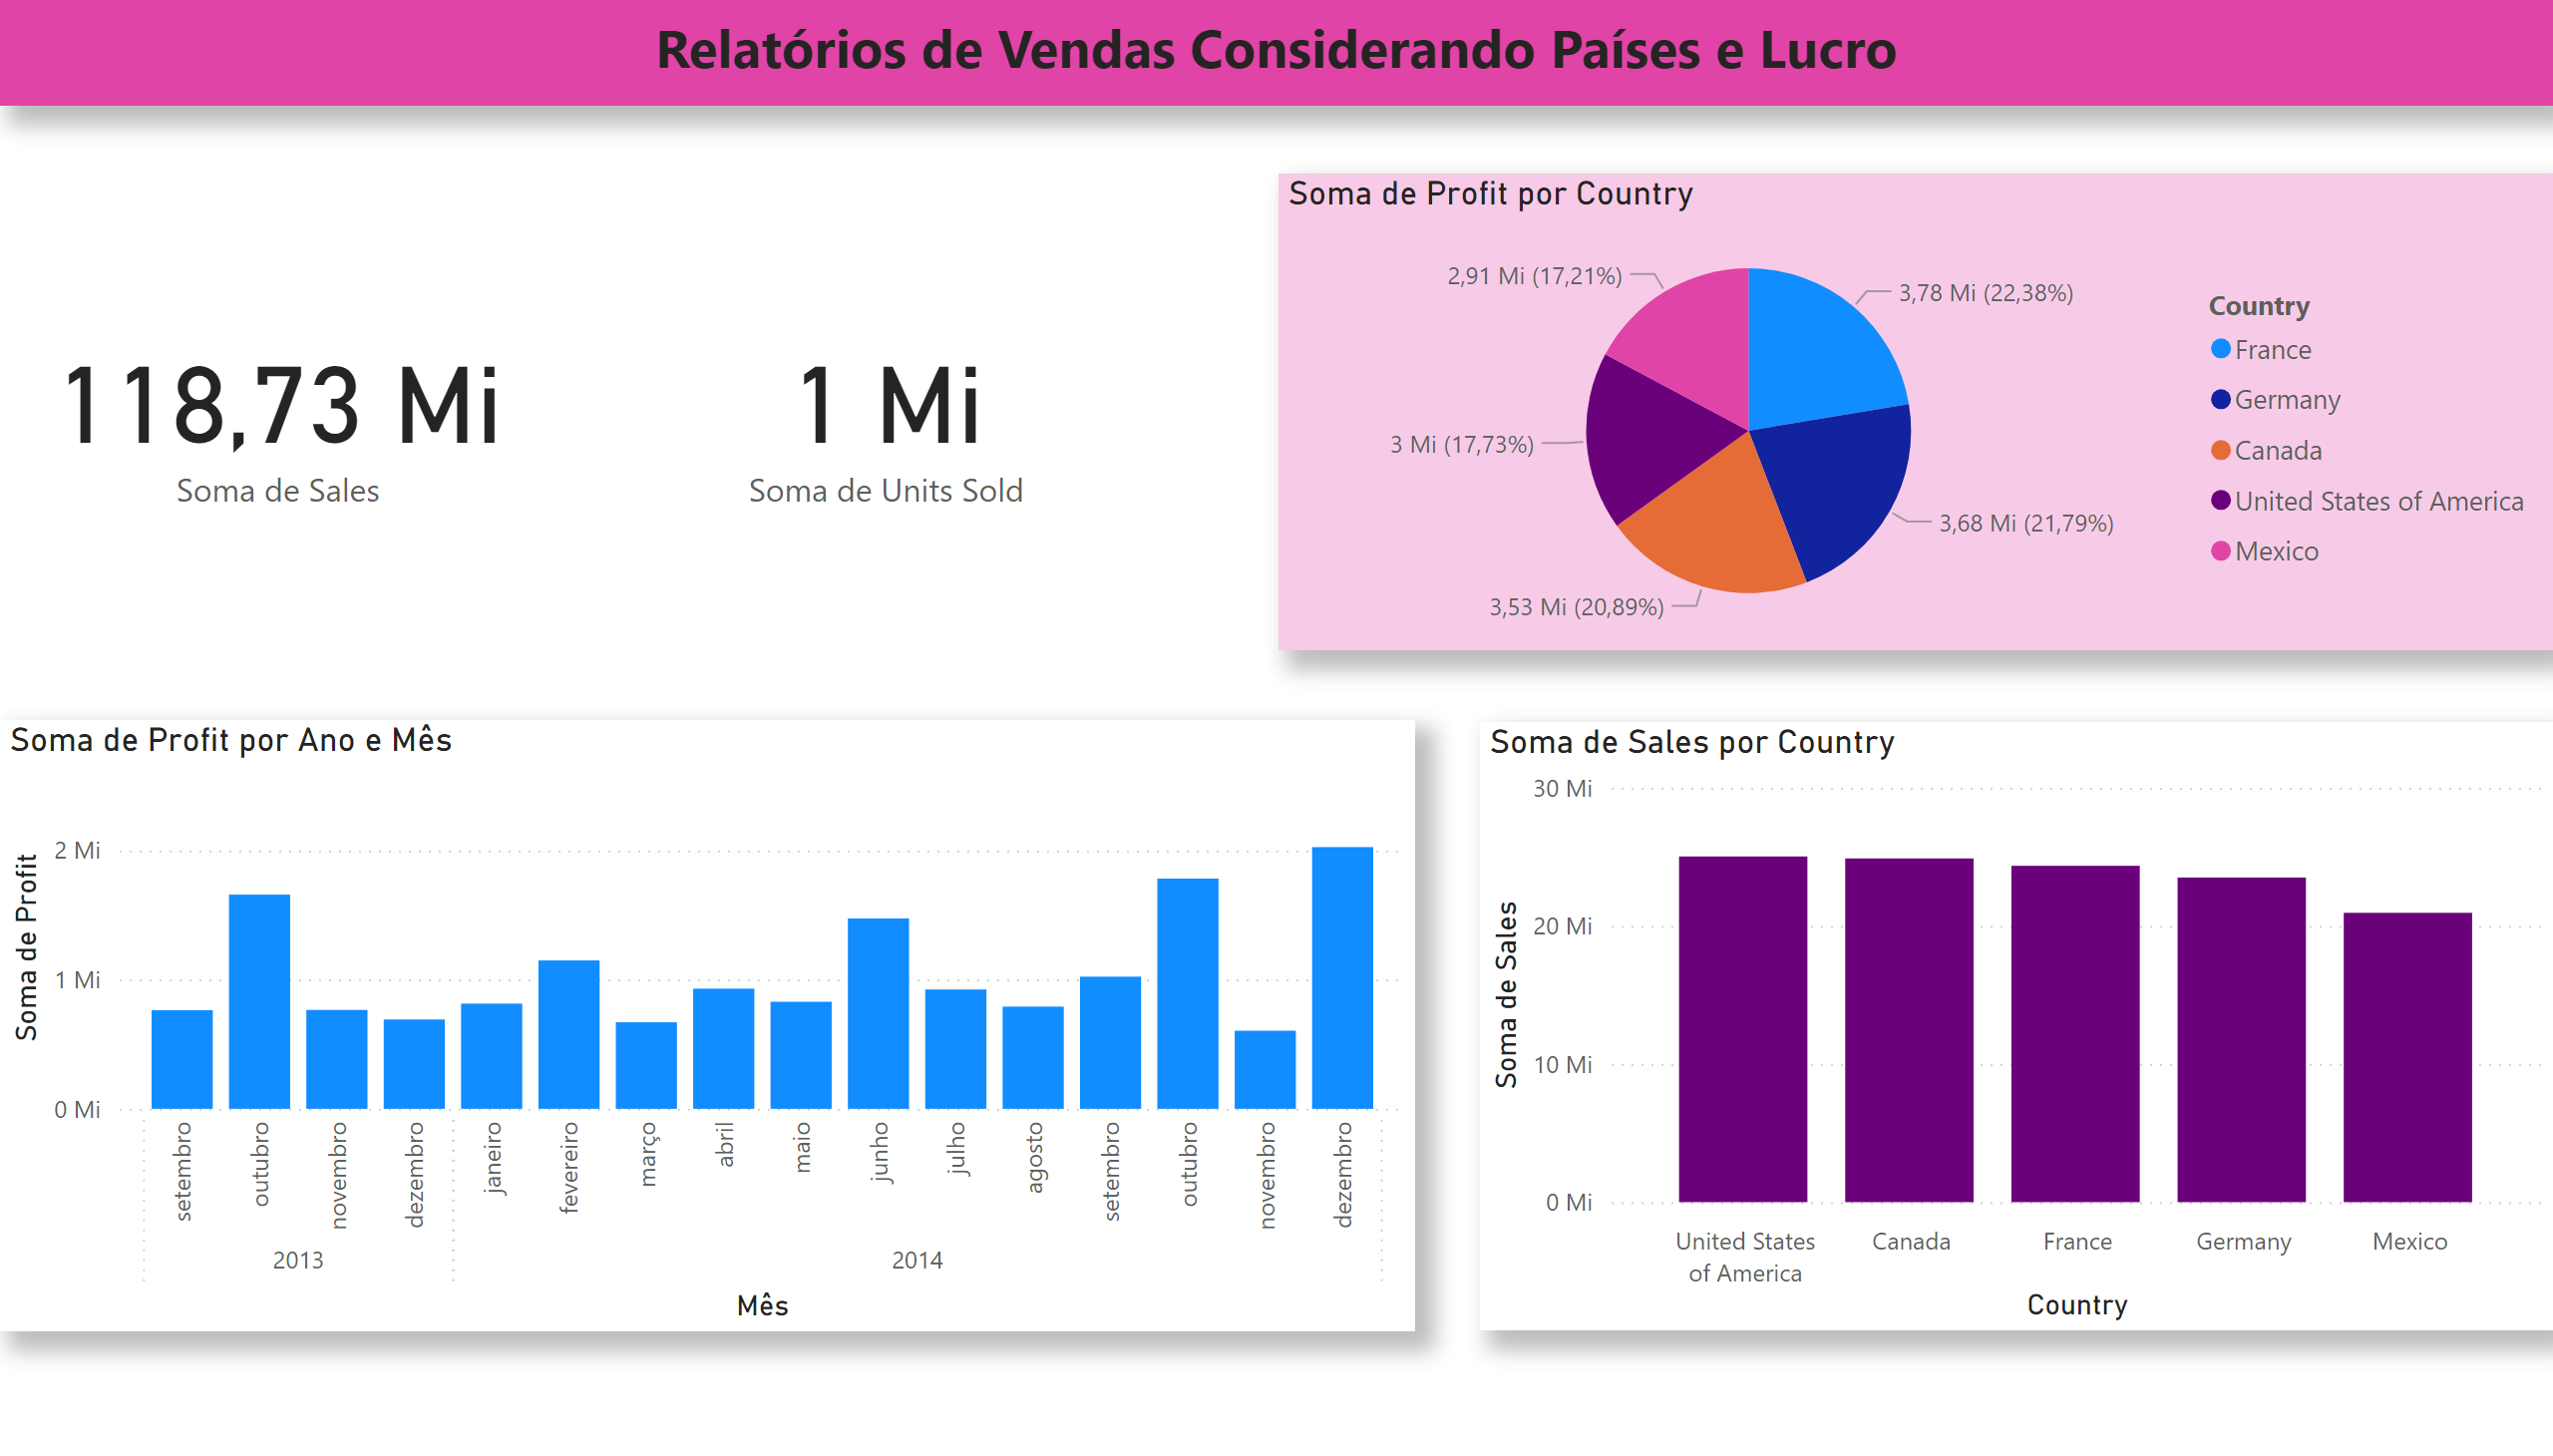 Relatórios de Vendas Considerando Países e Lucro
118,73 Mi
Soma de Sales
1 Mi
Soma de Units Sold
Soma de Profit por Country
2,91 Mi (17,21%)
3,78 Mi (22,38%)
3 Mi (17,73%)
3,68 Mi (21,79%)
3,53 Mi (20,89%)
Country
France
Germany
Canada
United States of America
Mexico
Soma de Profit por Ano e Mês
Soma de Profit
2 Mi
1 Mi
0 Mi
setembro
outubro
novembro
dezembro
janeiro
fevereiro
março
abril
maio
junho
julho
agosto
setembro
outubro
novembro
dezembro
2013
2014
Mês
Soma de Sales por Country
Soma de Sales
30 Mi
20 Mi
10 Mi
0 Mi
United States
of America
Canada
France
Germany
Mexico
Country